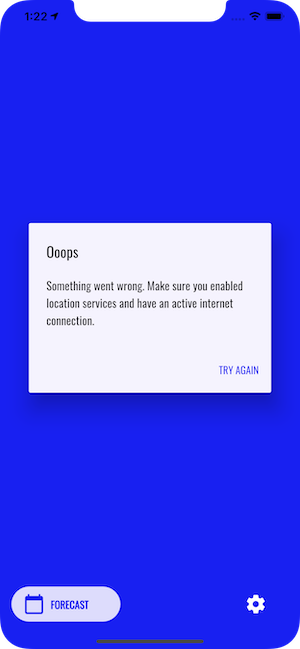 1:22
Ooops
Something went wrong. Make sure you enabled
location services and have an active internet
connection.
TRY AGAIN
FORECAST